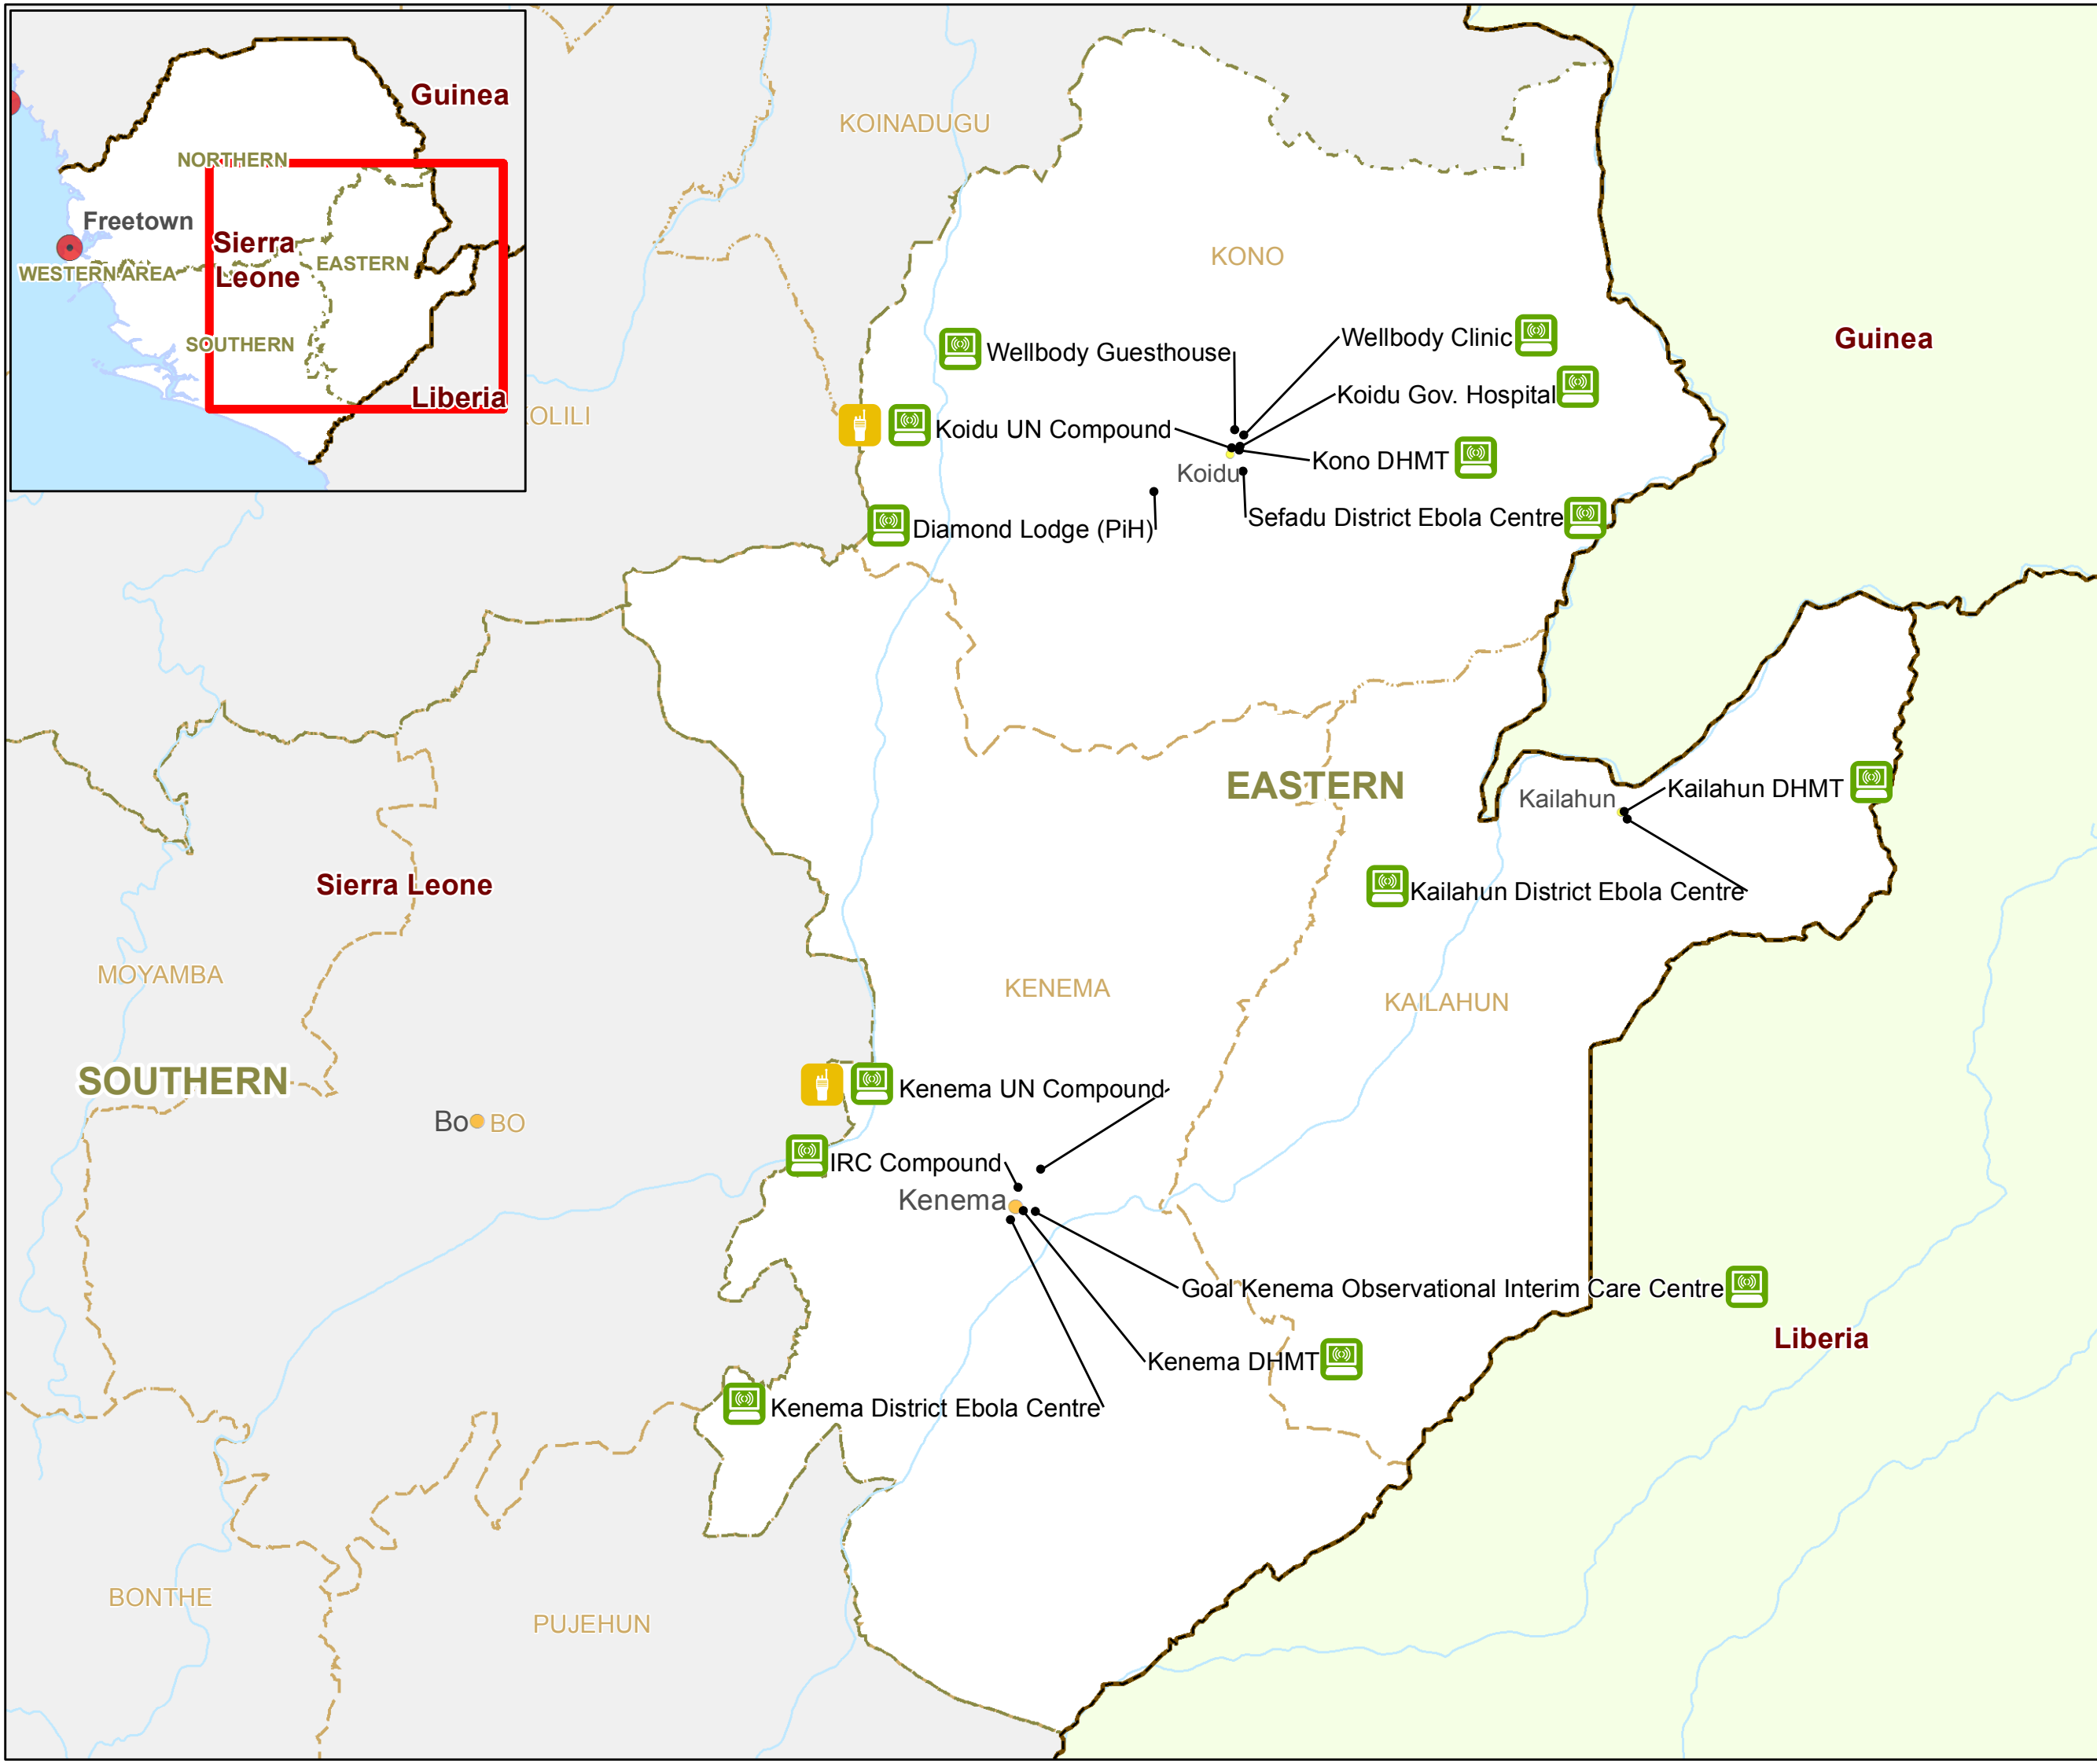 Guinea
NORTHERN
Freetown
Sierra
Leone
WESTERN AREA
EASTERN
SOUTHERN
Liberia
KOINADUGU
KONO
Guinea
OLILI
Wellbody Guesthouse
Wellbody Clinic
Koidu Gov. Hospital
Koidu UN Compound
Kono DHMT
Koidu
Diamond Lodge (PiH)
Sefadu District Ebola Centre
EASTERN
Kailahun
Kailahun DHMT
Kailahun District Ebola Centre
Sierra Leone
MOYAMBA
KENEMA
KAILAHUN
SOUTHERN
Bo
BO
Kenema UN Compound
IRC Compound
Kenema
Goal Kenema Observational Interim Care Centre
Liberia
Kenema DHMT
Kenema District Ebola Centre
BONTHE
PUJEHUN